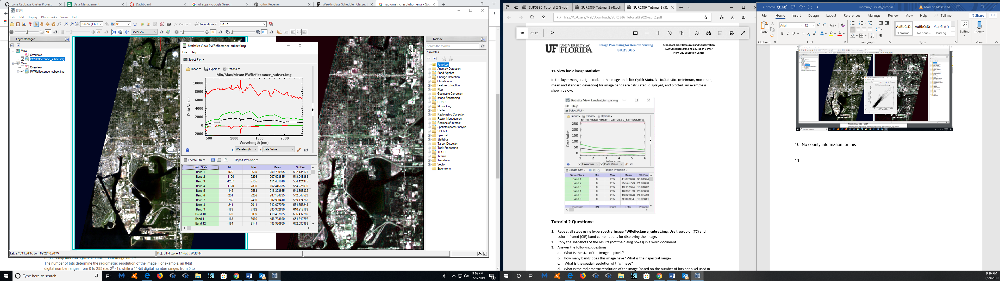 Lone Cabbage Oyster Project
Data Management
Dashboard
uf apps - Google Search
Citrix Receiver
Weekly Class Schedule | Classes
radiometric resolution envi - Goo
ENVI
File Edit Display Placemarks Views Help
164.2% (1.6:1
0°
Vectors
Annotations
Go To
50
20
Linear 2%
10
0
Layer Manager
View
Overview
PWReflectance_subset.img
View
Overview
PWReflectance_subset.img
Statistics View: PWReflectance_subset.img
File Help
Select Plot
Import Export Options
Min/Max/Mean: PWReflectance_subset.img
Data Value
10000
8000
6000
4000
2000
0
-2000
500 1000 1500 2000
Wavelength (nm)
X: Wavelength Y: Data Value
Locate Stat Report Precision
Basic Stats Min Max Mean StdDev
Band 1 -976 6669 250.700995 502.435177
Band 2 -1106 7236 207.623685 519.046368
Band 3 -1297 7755 111.491010 554.121345
Band 4 -1120 7830 152.446655 554.225510
Band 5 -445 7569 218.373665 548.609832
Band 6 -291 7296 287.194235 542.047529
Band 7 -266 7490 302.900410 559.174263
Band 8 -241 7611 342.677070 584.859249
Band 9 -183 7762 385.972690 610.212183
Band 10 -170 8039 419.467835 636.432269
Band 11 -163 8060 458.733860 654.842797
Band 12 -184 8141 483.920600 672.080388
N
Toolbox
Search the toolbox
/Favorites
Favorites
Anomaly Detection
Band Algebra
Change Detection
Classification
Feature Extraction
Filter
Geometric Correction
Image Sharpening
LiDAR
Mosaicking
Radar
Radiometric Correction
Raster Management
Regions of Interest
Spatiotemporal Analysis
SPEAR
Spectral
Statistics
Target Detection
Task Processing
THOR
Terrain
Transform
Vector
Extensions
Lat: 27°59'1.96"N, Lon: 82°26'40.20"W
Proj: UTM, Zone 17 North, WGS-84
https://crisp.nus.edu.sg/~research/tutorial/image.htm
The number of bits determine the radiometric resolution of the image. For example, an 8-bit
digital number ranges from 0 to 255 (i.e. 2⁸ - 1), while a 11-bit digital number ranges from 0 to
Type here to search
9:16 PM
1/29/2019
SUR5386_Tutorial 2 (3).pdf
SUR5386_Tutorial 2 (4).pdf
SUR5386_Tutorial 2 (5).
file:///C:/Users/Mel/Downloads/SUR5386_Tutorial%202%20(5).pdf
10 of 12
UF UNIVERSITY of FLORIDA
Image Processing for Remote Sensing
SUR5386
School of Forest Resources and Conservation
Gulf Coast Research and Education Center
Plant City Education Center
11. View basic image statistics:
In the layer manger, right-click on the image and click Quick Stats. Basic Statistics (minimum, maximum,
mean and standard deviation) for image bands are calculated, displayed, and plotted. An example is
shown below.
Statistics View: Landsat_tampa.img
File Help
Select Plot
Import Export Options
Min/Max/Mean: Landsat_tampa.img
Data Value
250
200
150
100
50
0
1 2 3 4 5 6
Unknown
X: Unknown Y: Data Value
Locate Stat Report Precision
Basic Stats Min Max Mean StdDev
Band 1 0 255 41.876690 33.61394
Band 2 0 255 25.545773 21.92890
Band 3 0 255 19.113394 18.91642
Band 4 0 255 16.338169 25.66806
Band 5 0 255 13.020878 24.06413
Band 6 0 255 9.909954 15.93841
Histogram DN Count Total Percent
Tutorial 2 Questions:
1. Repeat all steps using hyperspectral image PWReflectance_subset.img. Use true-color (TC) and
color-infrared (CIR) band combinations for displaying the image.
2. Copy the snapshots of the results (not the dialog boxes) in a word document.
3. Answer the following questions.
a. What is the size of the image in pixels?
b. How many bands does this image have? What is their spectral range?
c. What is the spatial resolution of this image?
d. What is the radiometric resolution of the image (based on the number of bits per pixel used in
9:16 PM
1/29/2019
AutoSave Off
moreno_sur5386_tutorial2
Moreno,Melissa M
File Home Insert Design Layout References Mailings Review View Help Tell me
Share
Paste
Arial 12
B I U ab x₂ x²
AaBbCcDc AaBbCcDc AaBbCc
¶ Normal ¶ No Spac... Heading 1
Editing
Dictate
Clipboard Font Paragraph Styles Voice
10. No county information for this
11.
9:16 PM
1/29/2019